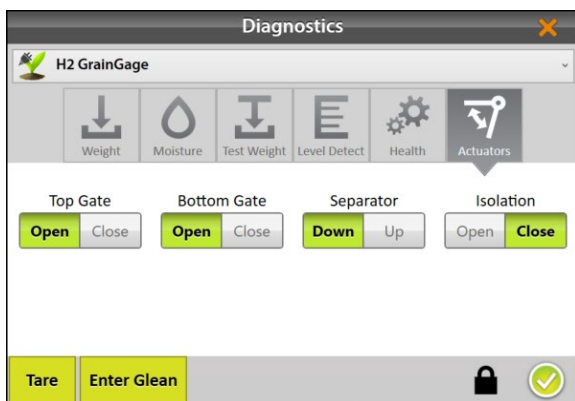 Diagnostics
H2 GrainGage
Weight Moisture Test Weight Level Detect Health Actuators
Top Gate Bottom Gate Separator Isolation
Open Close Open Close Down Up Open Close
Tare Enter Glean